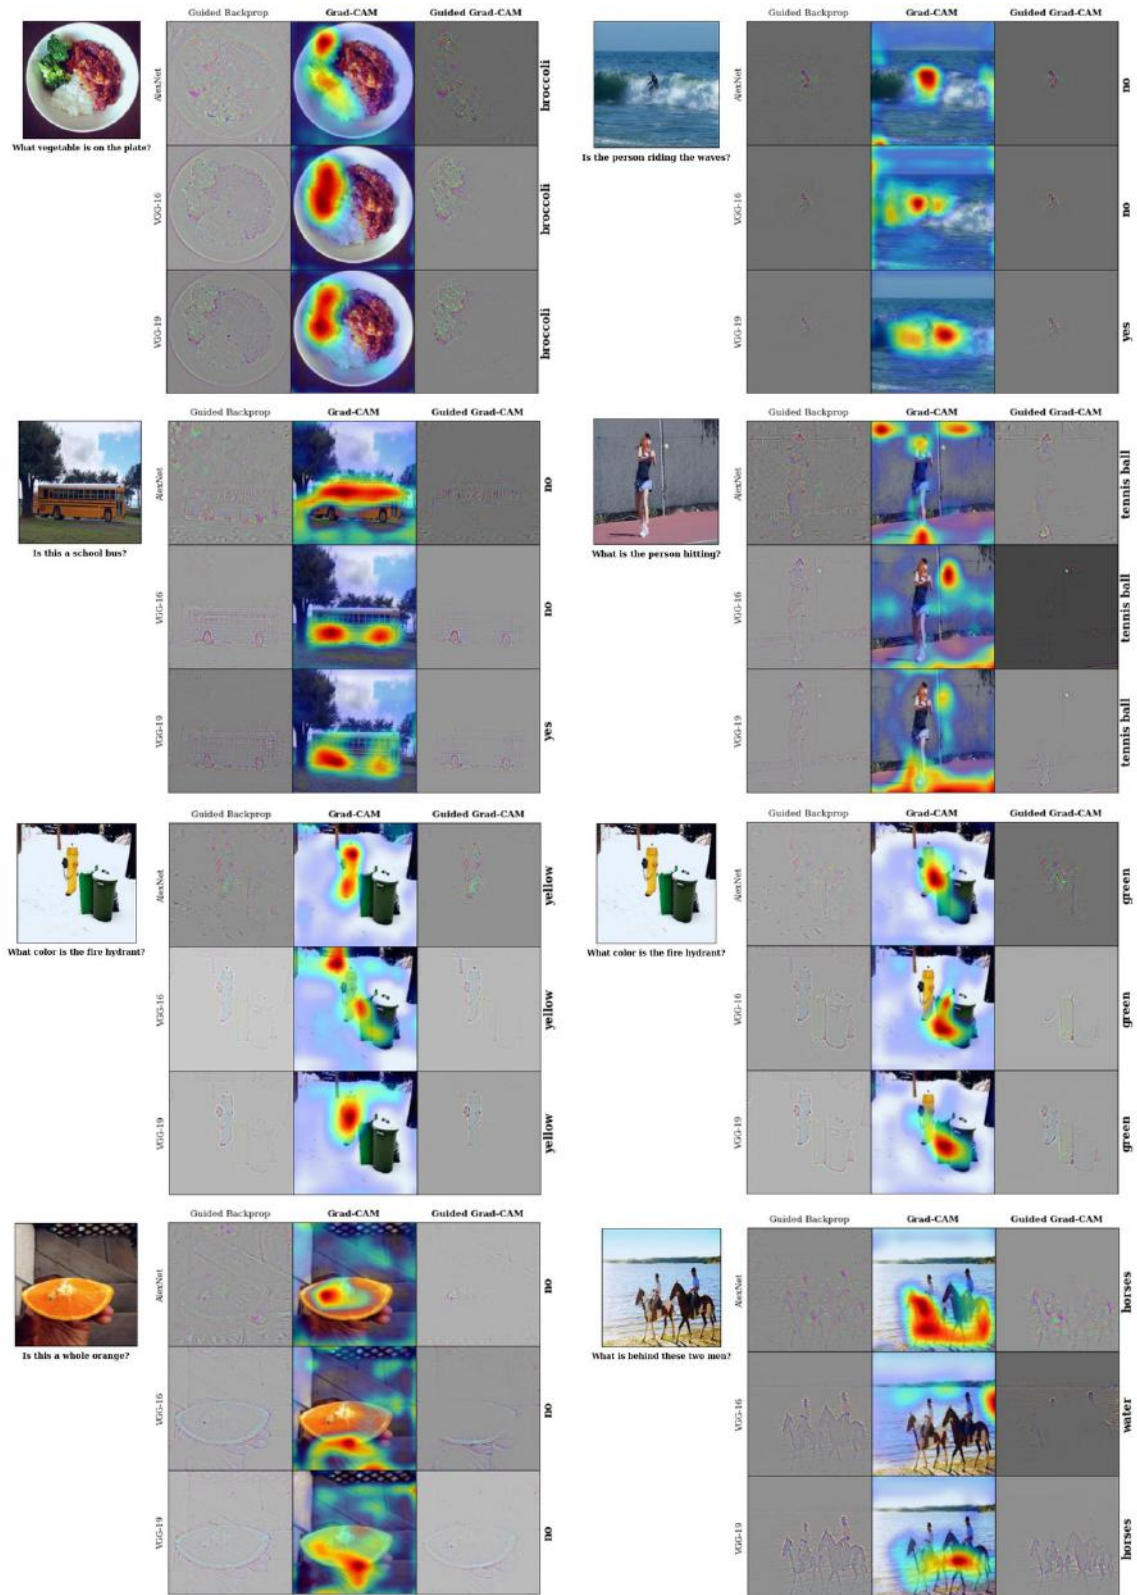 Guided Backprop Grad-CAM Guided Grad-CAM
AlexNet
broccoli
What vegetable is on the plate?
VGG-16
broccoli
VGG-19
broccoli
Guided Backprop Grad-CAM Guided Grad-CAM
AlexNet
no
Is the person riding the waves?
VGG-16
no
VGG-19
yes
Guided Backprop Grad-CAM Guided Grad-CAM
AlexNet
no
Is this a school bus?
VGG-16
no
VGG-19
yes
Guided Backprop Grad-CAM Guided Grad-CAM
AlexNet
tennis ball
What is the person hitting?
VGG-16
tennis ball
VGG-19
tennis ball
Guided Backprop Grad-CAM Guided Grad-CAM
AlexNet
yellow
What color is the fire hydrant?
VGG-16
yellow
VGG-19
yellow
Guided Backprop Grad-CAM Guided Grad-CAM
AlexNet
green
What color is the fire hydrant?
VGG-16
green
VGG-19
green
Guided Backprop Grad-CAM Guided Grad-CAM
AlexNet
no
Is this a whole orange?
VGG-16
no
VGG-19
no
Guided Backprop Grad-CAM Guided Grad-CAM
AlexNet
horses
What is behind these two men?
VGG-16
water
VGG-19
horses